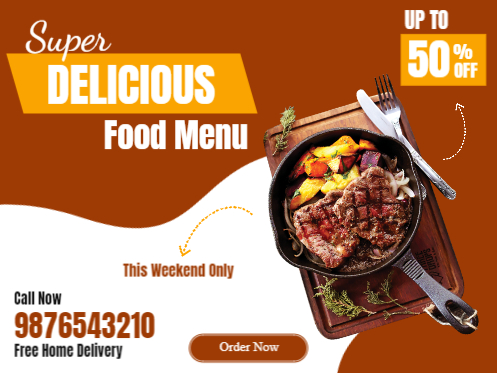 Super
DELICIOUS
Food Menu
UP TO
50% OFF
This Weekend Only
Call Now
9876543210
Free Home Delivery
Order Now